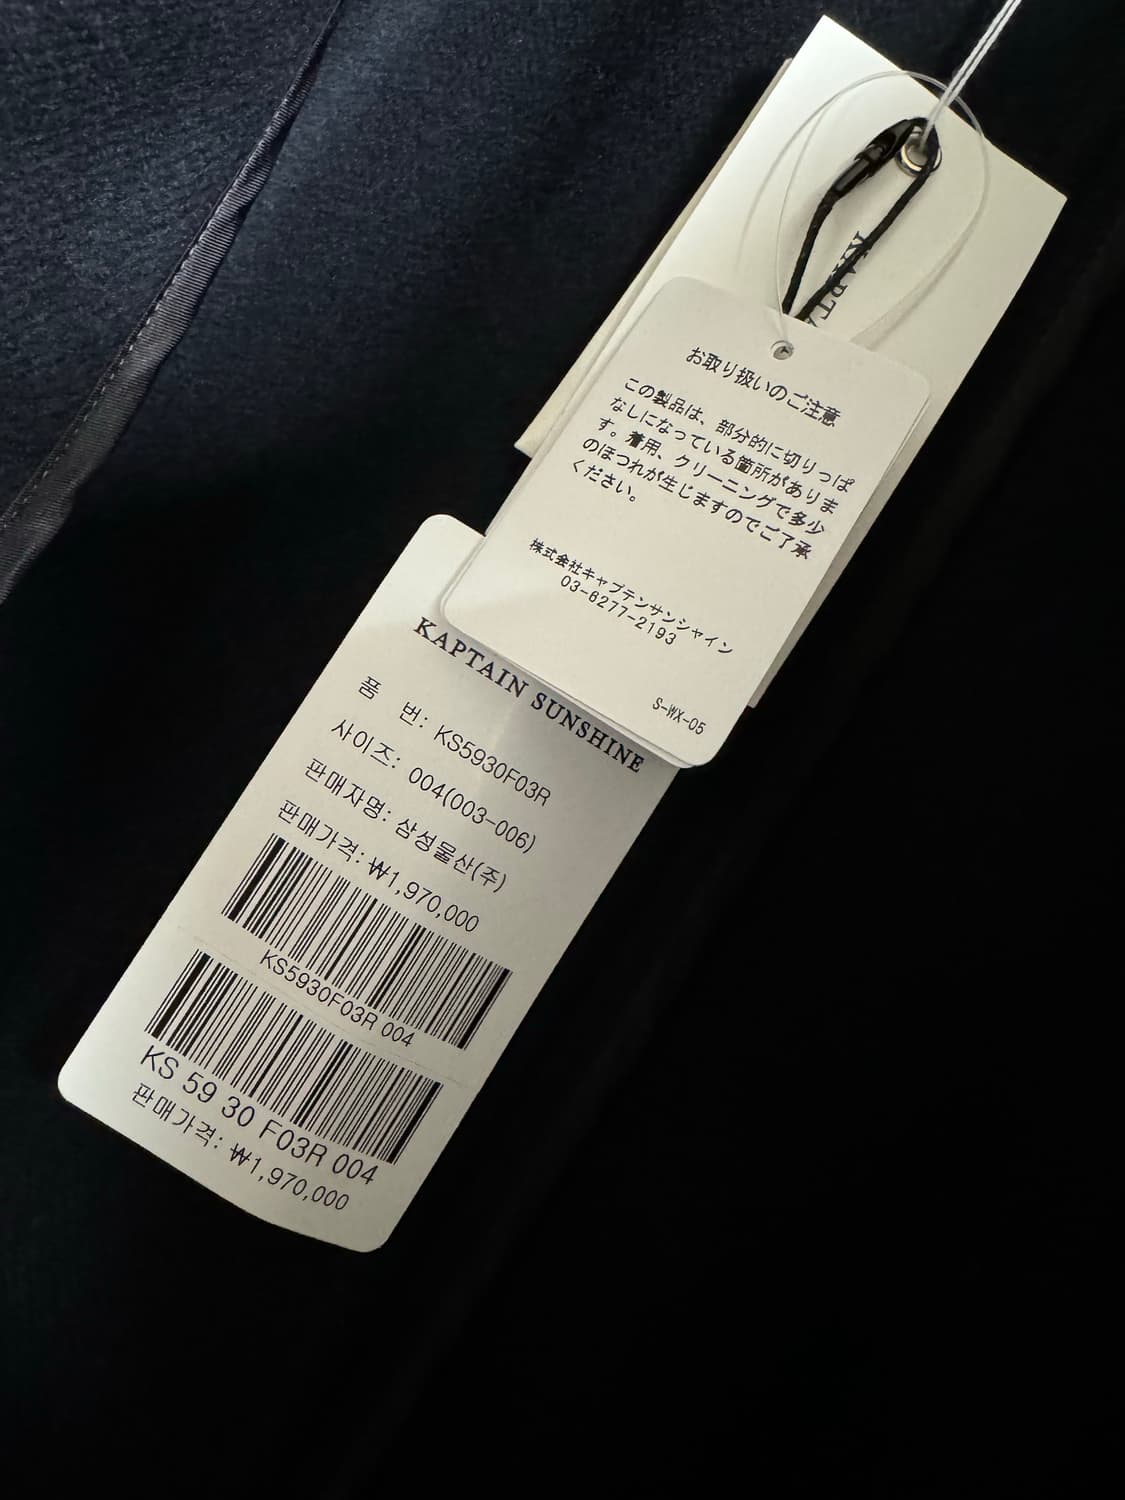 KAPTA
お取り扱いのご注意
この製品は、部分的に切りっぱ
なしになっている箇所がありま
す。着用、クリーニングで多少
のほつれが生じますのでご了承
ください。
株式会社キャプテンサンシャイン
03-6277-2193
S-WX-05
KAPTAIN SUNSHINE
품 번: KS5930F03R
사이즈: 004(003-006)
판매자명: 삼성물산(주)
판매가격: ₩1,970,000
KS5930F03R 004
KS 59 30 F03R 004
판매가격: ₩1,970,000